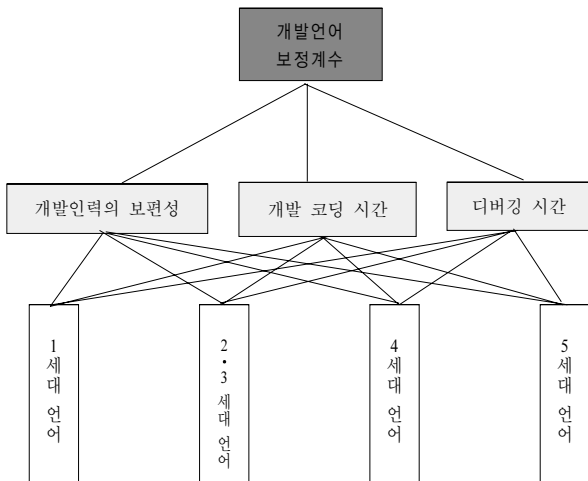 개발언어
보정계수
개발인력의 보편성
개발 코딩 시간
디버깅 시간
1세대 언어
2·3세대 언어
4세대 언어
5세대 언어